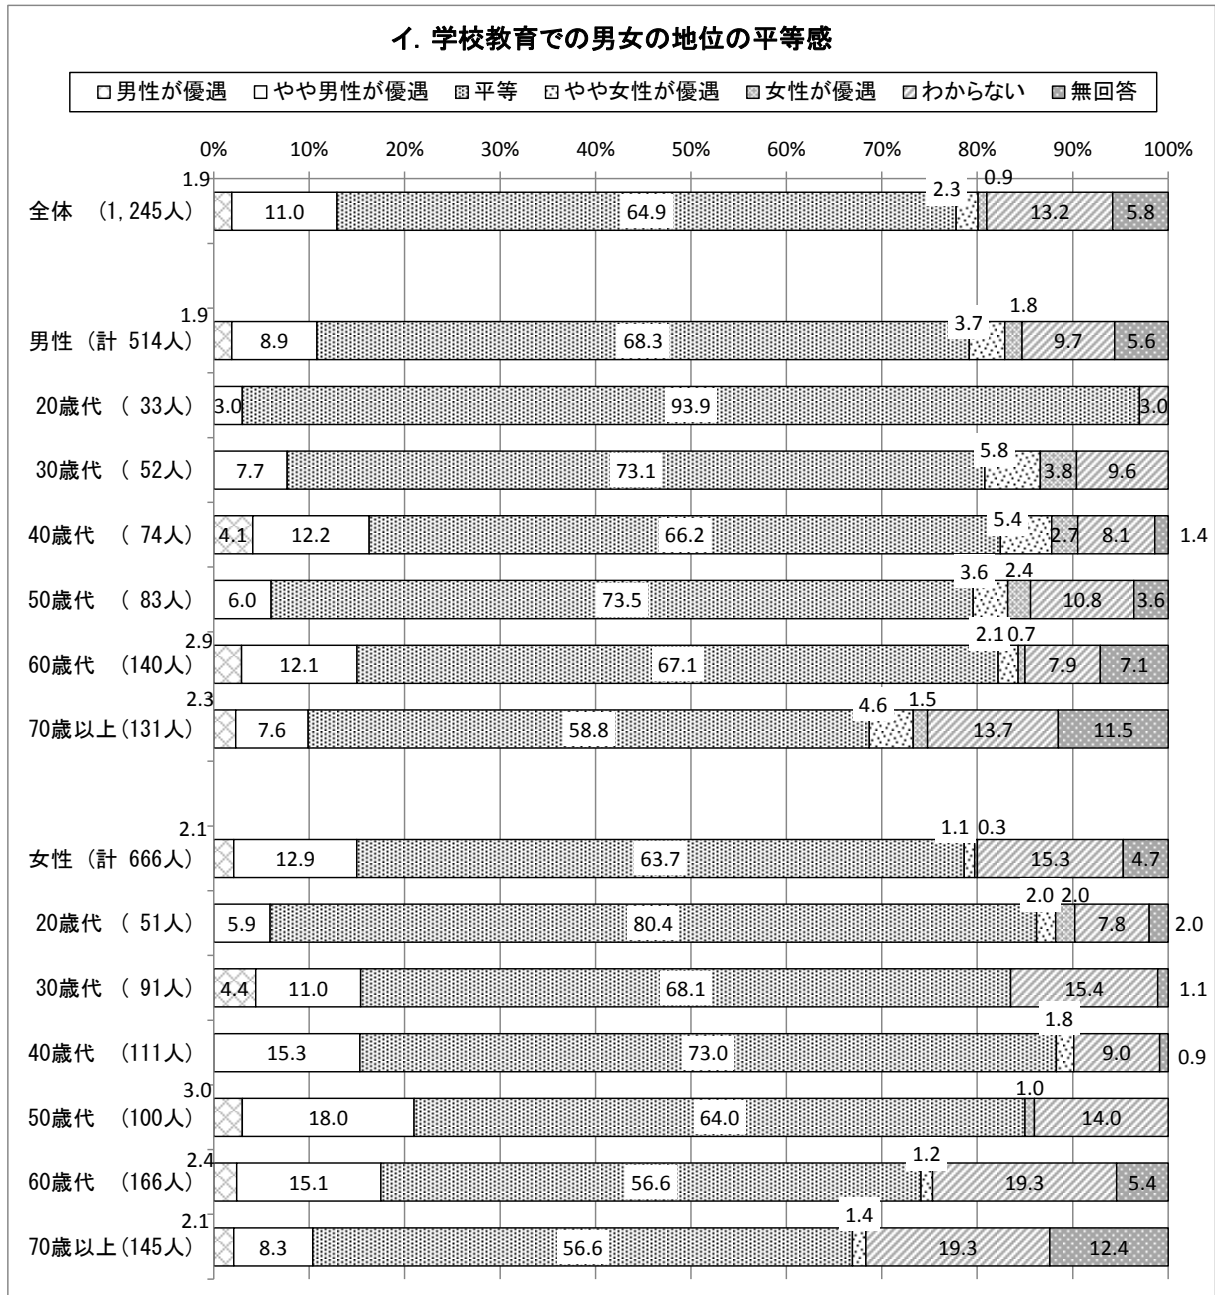 イ. 学校教育での男女の地位の平等感
□男性が優遇 □やや男性が優遇 平等 やや女性が優遇 女性が優遇 わからない 無回答
0% 10% 20% 30% 40% 50% 60% 70% 80% 90% 100%
全体 (1,245人) 1.9 11.0 64.9 2.3 0.9 13.2 5.8
男性 (計 514人) 1.9 8.9 68.3 3.7 1.8 9.7 5.6
20歳代 ( 33人) 3.0 93.9 3.0
30歳代 ( 52人) 7.7 73.1 5.8 3.8 9.6
40歳代 ( 74人) 4.1 12.2 66.2 5.4 2.7 8.1 1.4
50歳代 ( 83人) 6.0 73.5 3.6 2.4 10.8 3.6
60歳代 (140人) 2.9 12.1 67.1 2.1 0.7 7.9 7.1
70歳以上(131人) 2.3 7.6 58.8 4.6 1.5 13.7 11.5
女性 (計 666人) 2.1 12.9 63.7 1.1 0.3 15.3 4.7
20歳代 ( 51人) 5.9 80.4 2.0 2.0 7.8 2.0
30歳代 ( 91人) 4.4 11.0 68.1 15.4 1.1
40歳代 (111人) 15.3 73.0 1.8 9.0 0.9
50歳代 (100人) 3.0 18.0 64.0 1.0 14.0
60歳代 (166人) 2.4 15.1 56.6 1.2 19.3 5.4
70歳以上(145人) 2.1 8.3 56.6 1.4 19.3 12.4